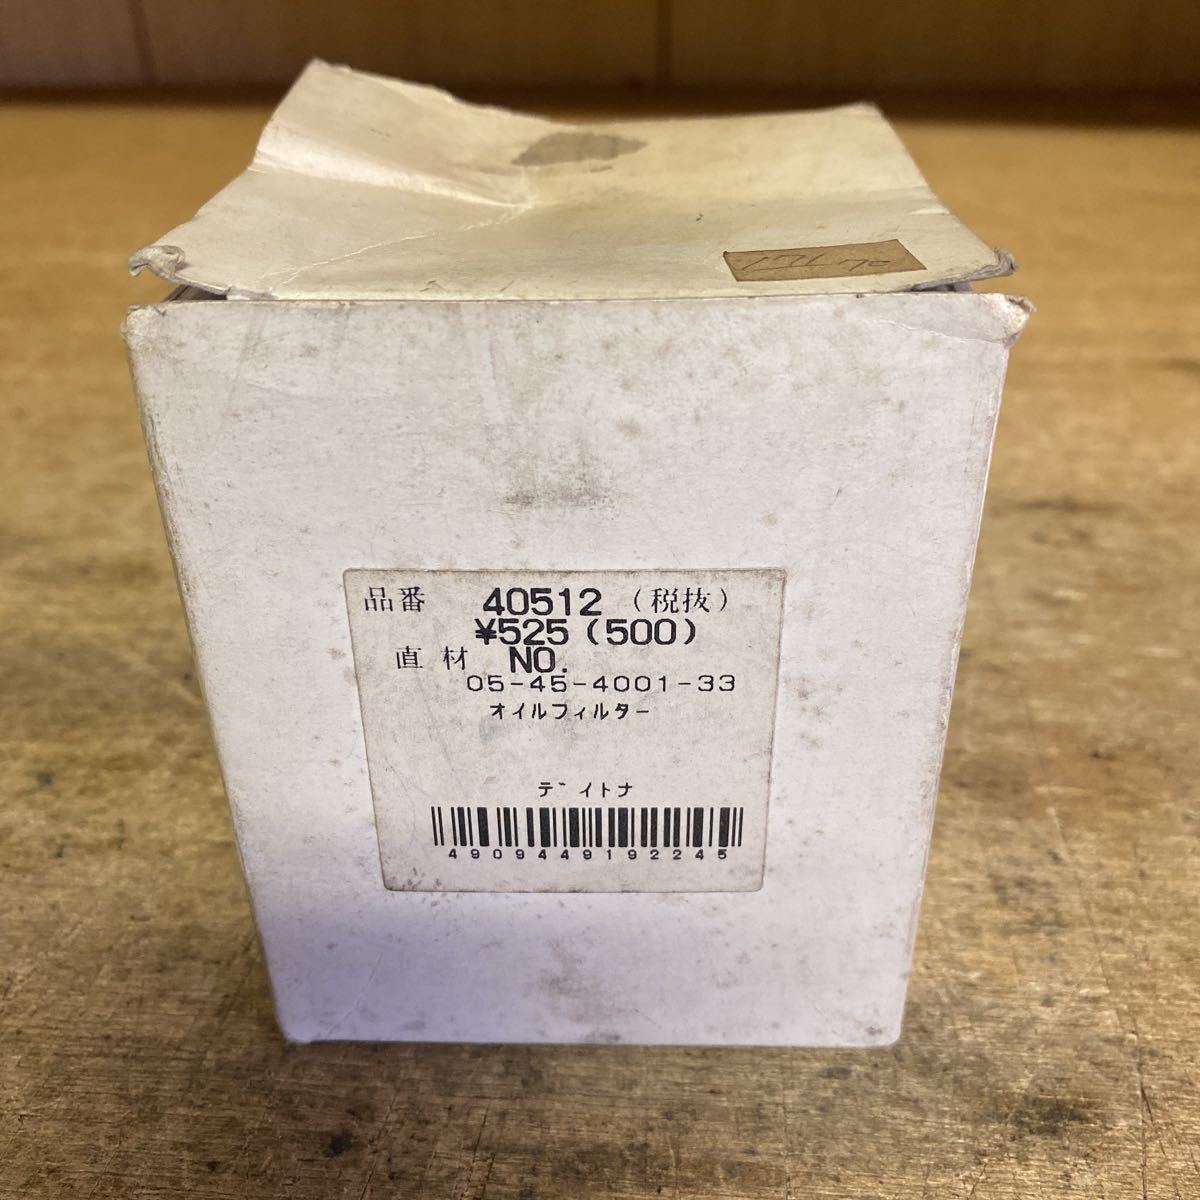 品番 40512 (税抜)
¥525 (500)
直材 NO.
05-45-4001-33
オイルフィルター
デイトナ
4909449192245